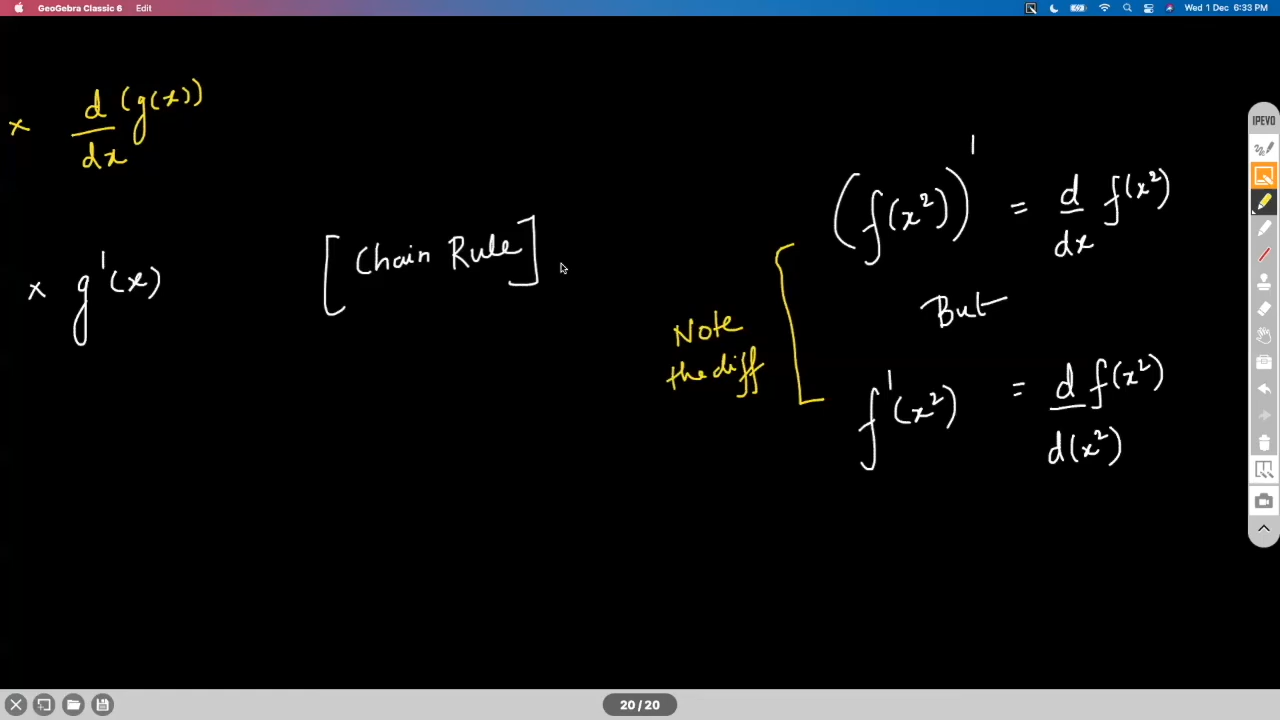 GeoGebra Classic 6 Edit Wed 1 Dec 6:33 PM
× d/dx (g(x))
× g'(x)
[Chain Rule]
(f(x²))' = d/dx f(x²)
But
Note
the diff
f'(x²) = d/d(x²) f(x²)
IPEVO
20 / 20